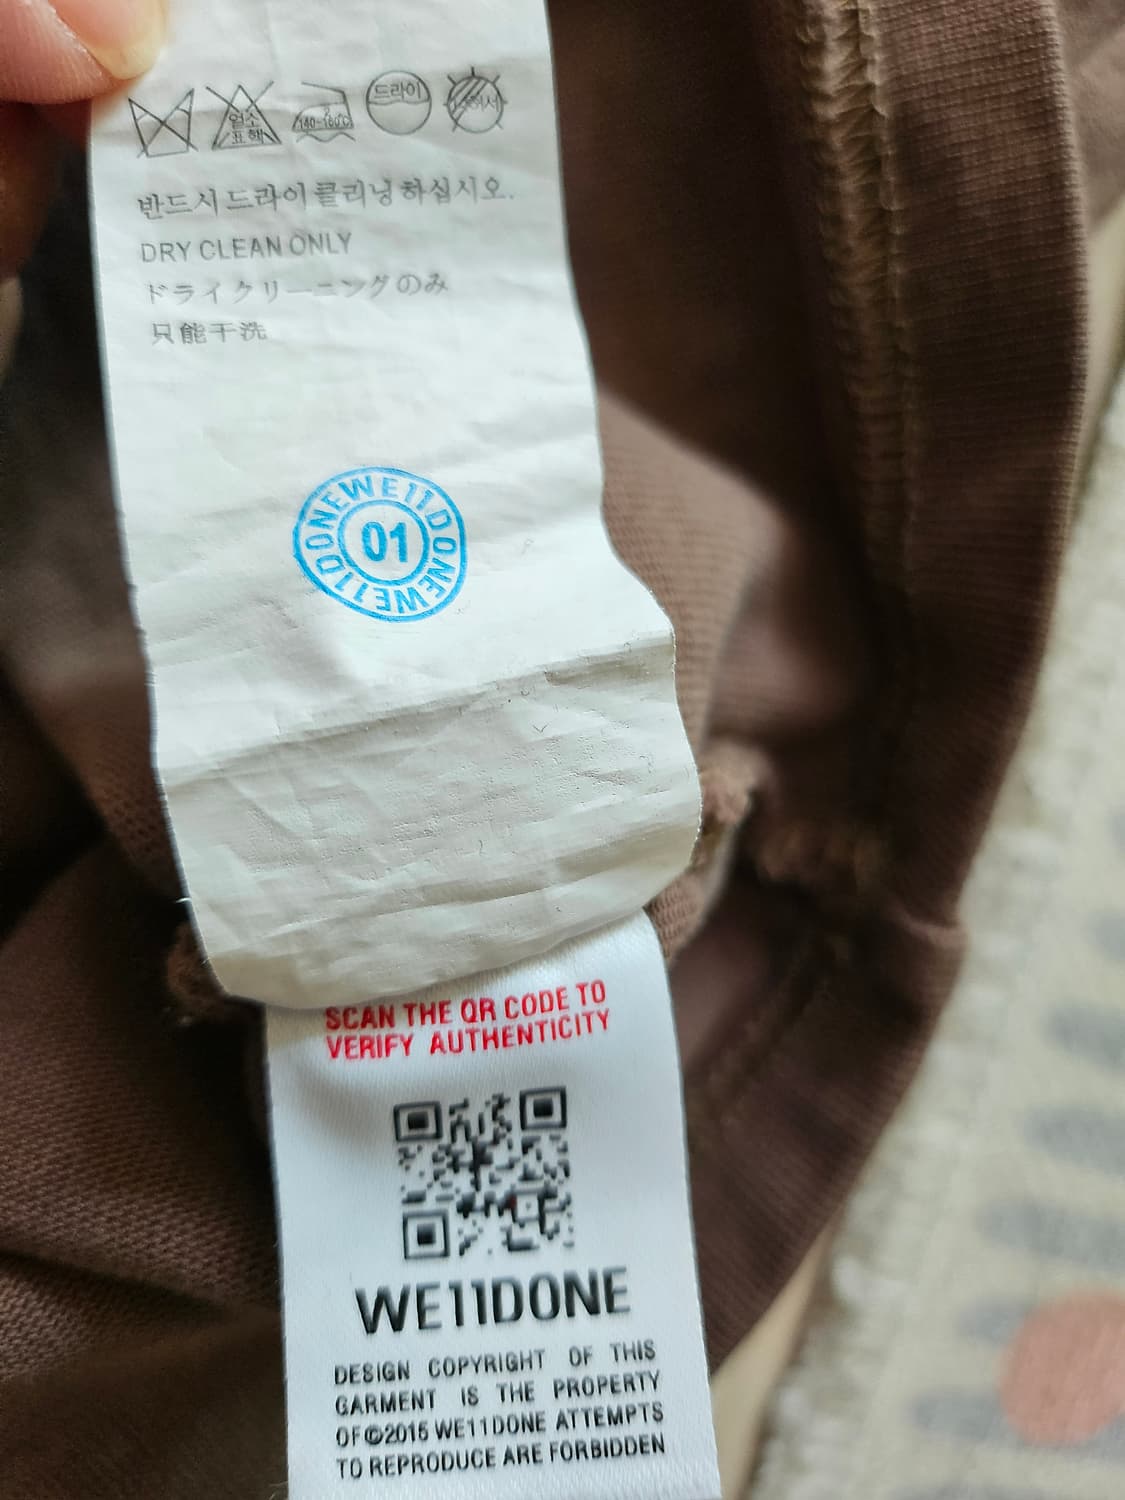 염소
표백
2
140~160℃
드라이
반드시 드라이 클리닝 하십시오.
DRY CLEAN ONLY
ドライクリーニングのみ
只能干洗
WE11DONEWE11DONE
01
SCAN THE QR CODE TO
VERIFY AUTHENTICITY
WE11DONE
DESIGN COPYRIGHT OF THIS
GARMENT IS THE PROPERTY
OF ©2015 WE11DONE ATTEMPTS
TO REPRODUCE ARE FORBIDDEN